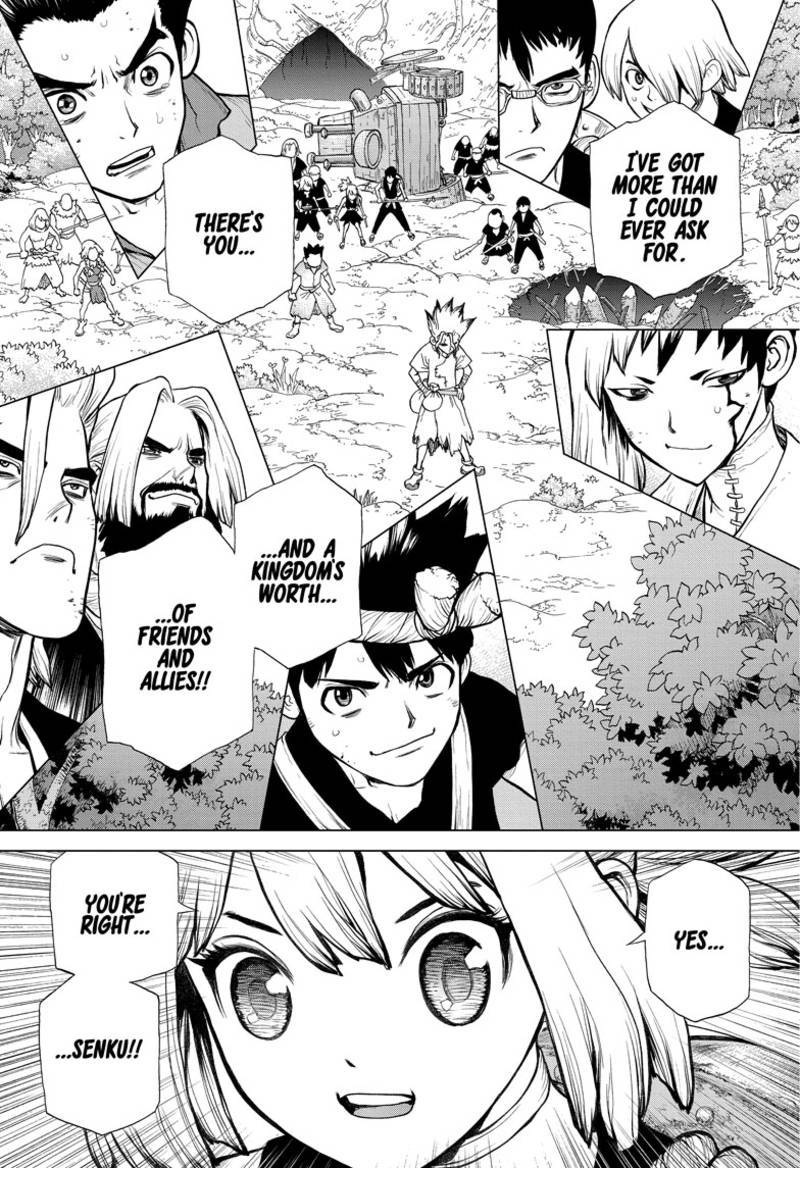 I'VE GOT
MORE THAN
I COULD
EVER ASK
FOR.
THERE'S
YOU...
...AND A
KINGDOM'S
WORTH...
...OF
FRIENDS
AND
ALLIES!!
YES...
YOU'RE
RIGHT...
...SENKU!!